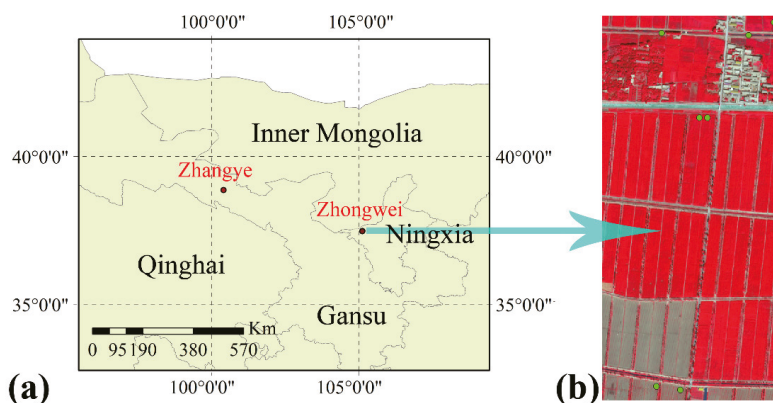 100°0'0" 105°0'0"
Inner Mongolia
40°0'0" 40°0'0"
Zhangye
Zhongwei
Ningxia
Qinghai
35°0'0" 35°0'0"
Gansu
Km
0 95 190 380 570
100°0'0" 105°0'0"
(a) (b)